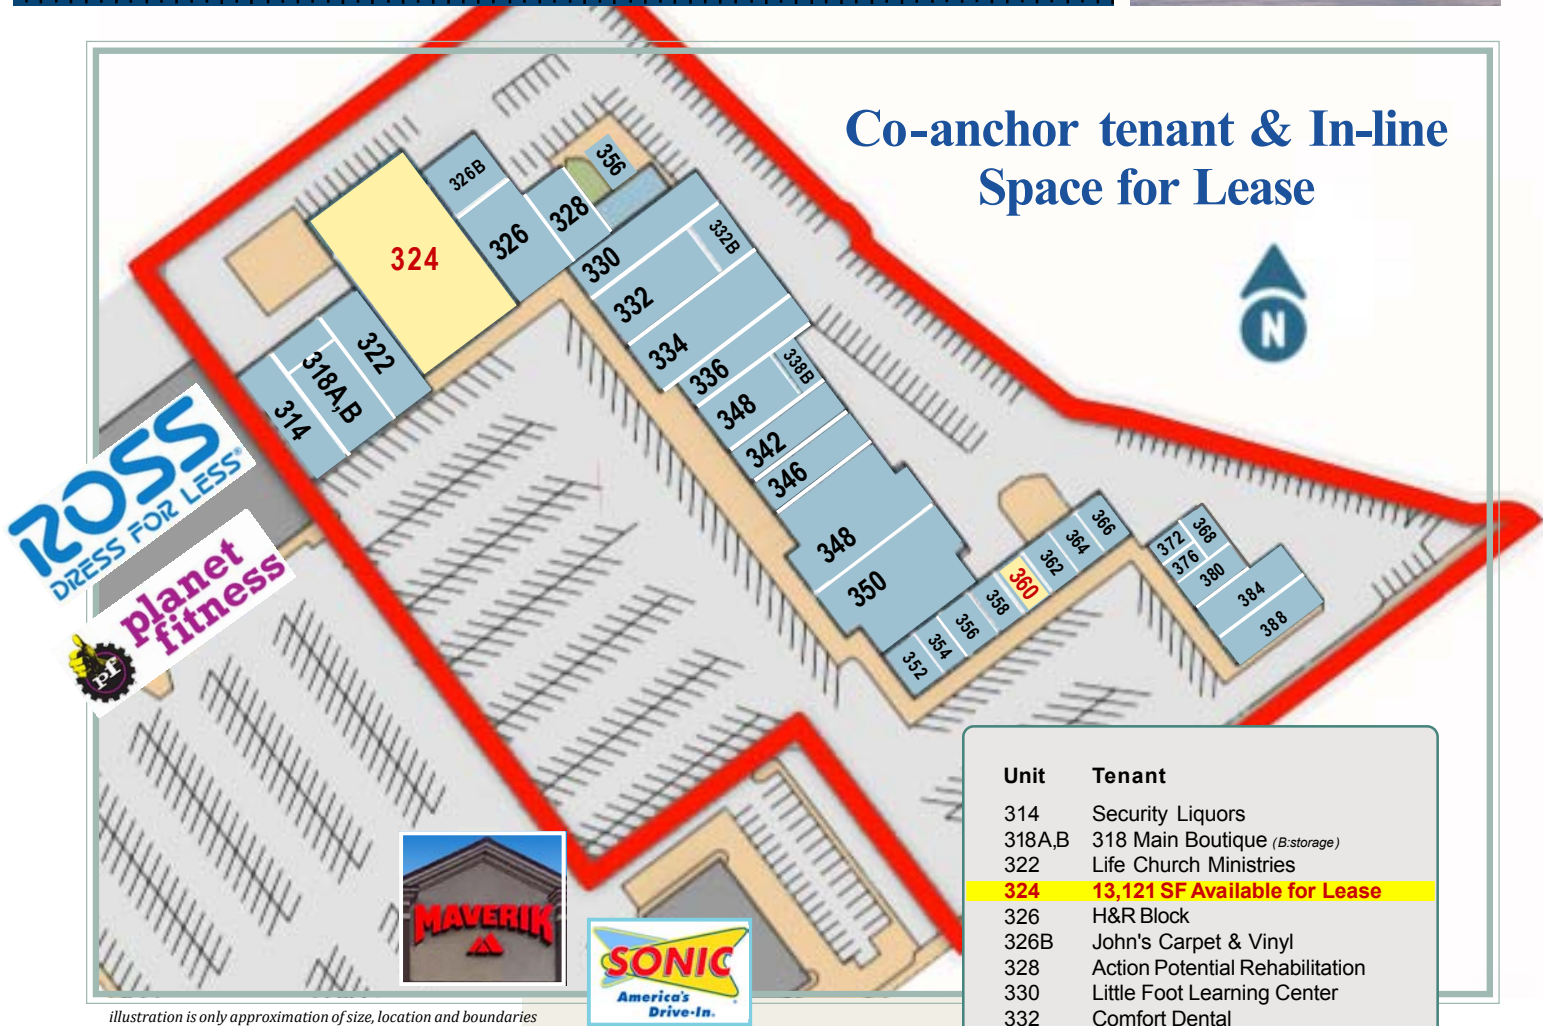 Co-anchor tenant & In-line
Space for Lease
N
356
326B
328
326
324
332B
330
332
334
322
318A,B
314
336
338B
348
342
346
348
350
366
364
362
360
358
356
354
352
368
372
376
380
384
388
ROSS
DRESS FOR LESS®
planet
fitness
pf
MAVERIK
SONIC
America's
Drive-In.
Unit Tenant
314 Security Liquors
318A,B 318 Main Boutique (B:storage)
322 Life Church Ministries
324 13,121 SF Available for Lease
326 H&R Block
326B John's Carpet & Vinyl
328 Action Potential Rehabilitation
330 Little Foot Learning Center
332 Comfort Dental
illustration is only approximation of size, location and boundaries